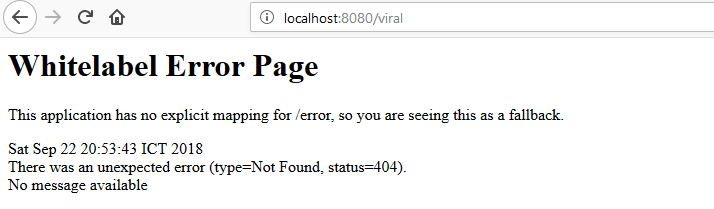 localhost:8080/viral
Whitelabel Error Page
This application has no explicit mapping for /error, so you are seeing this as a fallback.
Sat Sep 22 20:53:43 ICT 2018
There was an unexpected error (type=Not Found, status=404).
No message available